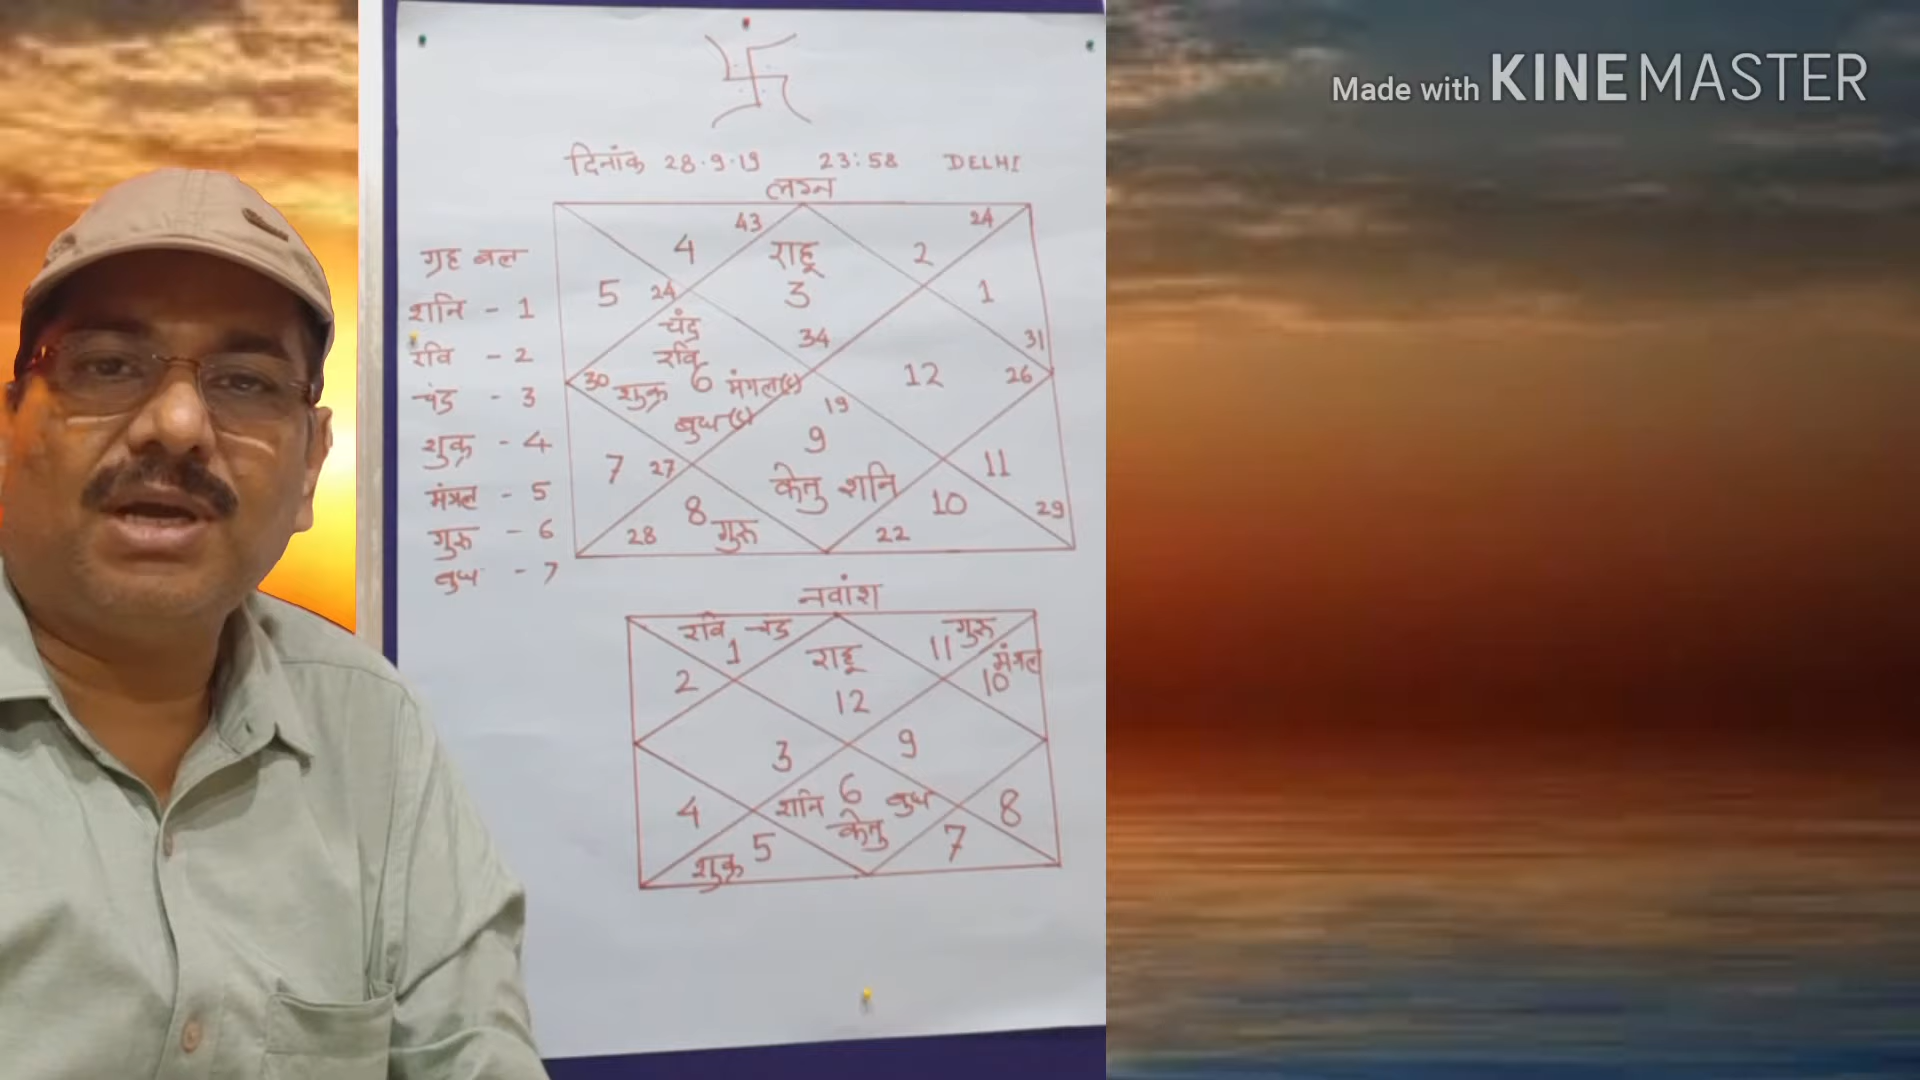 Made with KINEMASTER
दिनांक 28.9.19 23:58 DELHI
लग्न
43 24
4 राहू 2
5 24 3 1
चंद्र 34 31
रवि 12 26
30 शुक्र 6 मंगल(८)
बुध(८) 19
9
7 27 केतु शनि 11
8 गुरु 10 29
28 22
ग्रह बल
शनि - 1
रवि - 2
चंद्र - 3
शुक्र - 4
मंगल - 5
गुरु - 6
बुध - 7
नवांश
रवि चंद्र गुरु
1 राहू 11 मंगल
2 12 10
3 9
4 शनि 6 बुध 8
केतु
शुक्र 5 7